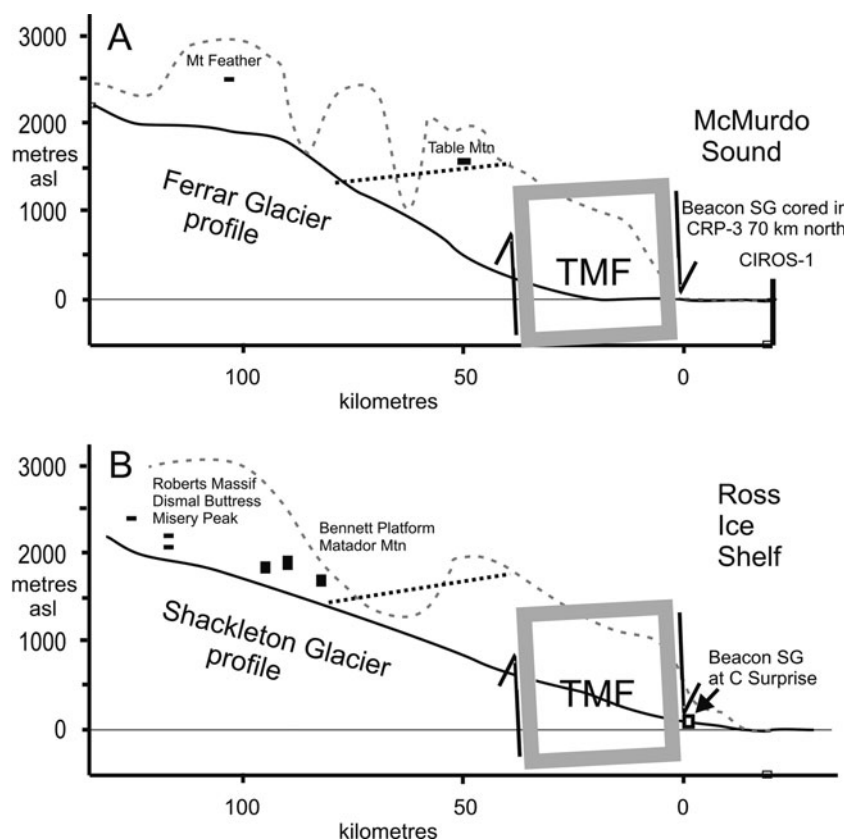 A
3000
Mt Feather
2000
metres
asl
Table Mtn
McMurdo
Sound
Ferrar Glacier
profile
1000
Beacon SG cored in
CRP-3 70 km north
CIROS-1
TMF
0
100
50
0
kilometres
B
3000
Roberts Massif
Dismal Buttress
Misery Peak
Ross
Ice
Shelf
Bennett Platform
Matador Mtn
2000
metres
asl
Shackleton Glacier
profile
1000
Beacon SG
at C Surprise
TMF
0
100
50
0
kilometres